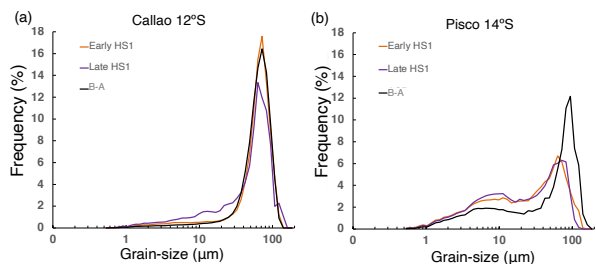 (a)
Callao 12ºS
Early HS1
Late HS1
B-A
Frequency (%)
18
16
14
12
10
8
6
4
2
0
0
1
10
100
Grain-size (µm)
(b)
Pisco 14ºS
Early HS1
Late HS1
B-A
Frequency (%)
18
16
14
12
10
8
6
4
2
0
0
1
10
100
Grain-size (µm)